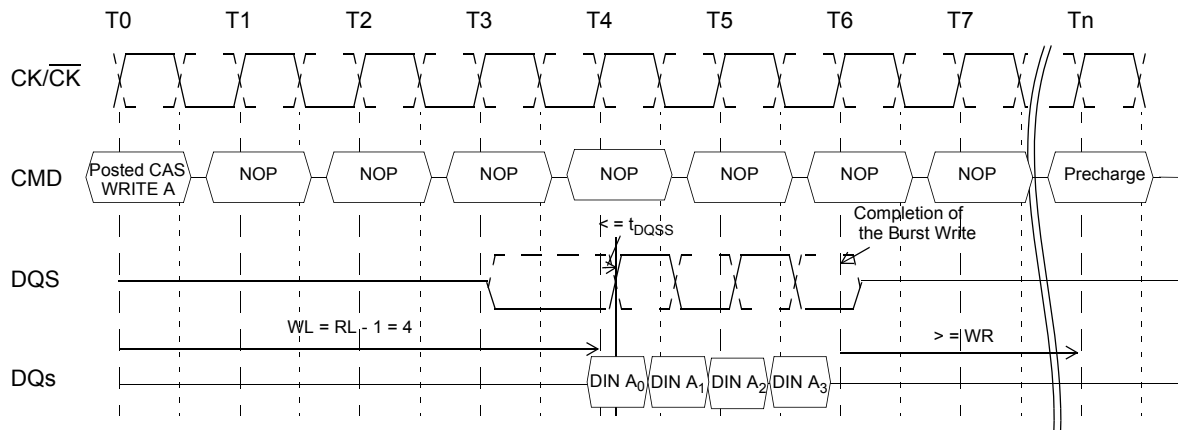 T0 T1 T2 T3 T4 T5 T6 T7 Tn
CK/C̅K̅
CMD
Posted CAS
WRITE A
NOP NOP NOP NOP NOP NOP NOP Precharge
< = tDQSS
Completion of
the Burst Write
DQS
WL = RL - 1 = 4
> = WR
DQs
DIN A0 DIN A1 DIN A2 DIN A3